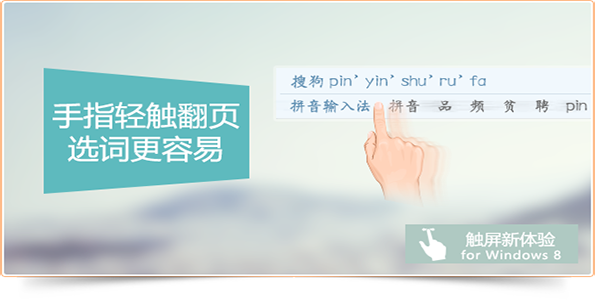 手指轻触翻页
选词更容易
搜狗 pin'yin'shu'ru'fa
拼音输入法 拼音 品 频 贫 聘 pin
触屏新体验
for Windows 8